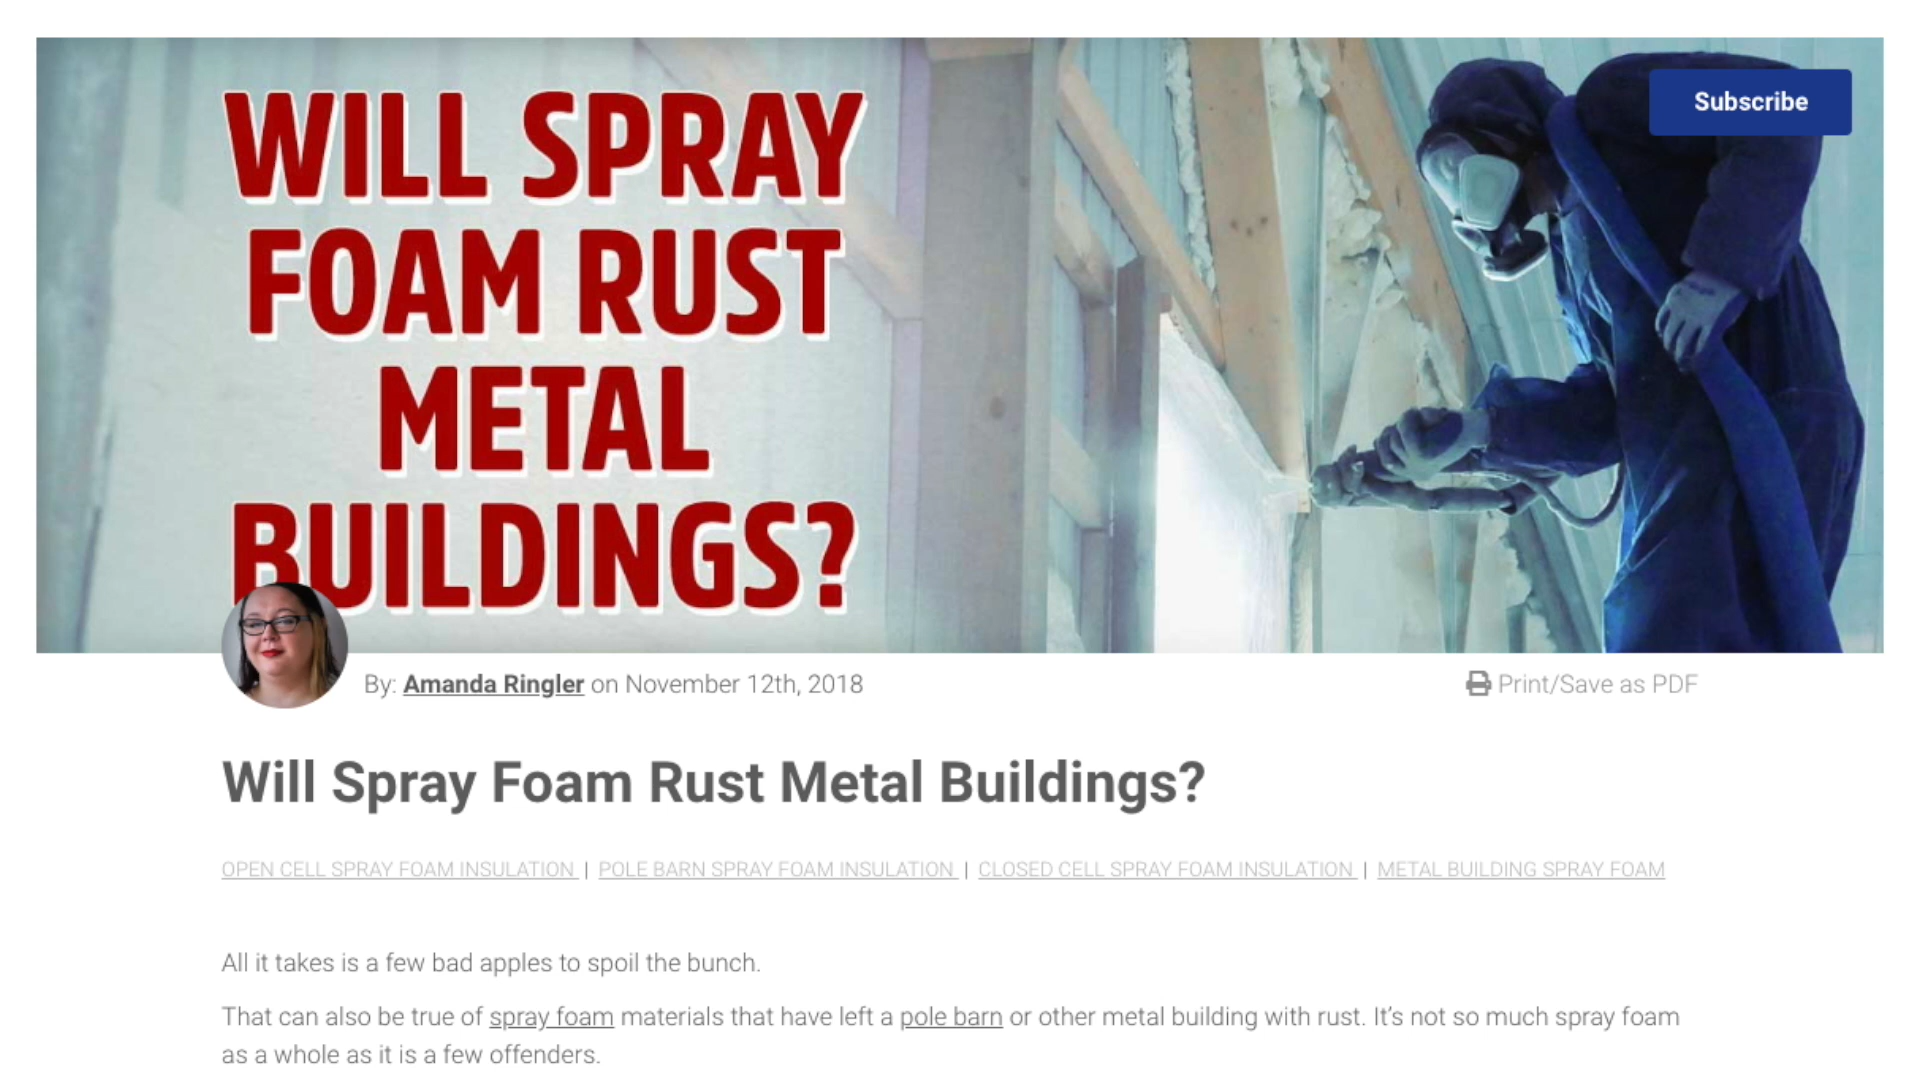 WILL SPRAY
FOAM RUST
METAL
BUILDINGS?
Subscribe
By: Amanda Ringler on November 12th, 2018
Print/Save as PDF
Will Spray Foam Rust Metal Buildings?
OPEN CELL SPRAY FOAM INSULATION | POLE BARN SPRAY FOAM INSULATION | CLOSED CELL SPRAY FOAM INSULATION | METAL BUILDING SPRAY FOAM
All it takes is a few bad apples to spoil the bunch.
That can also be true of spray foam materials that have left a pole barn or other metal building with rust. It’s not so much spray foam
as a whole as it is a few offenders.